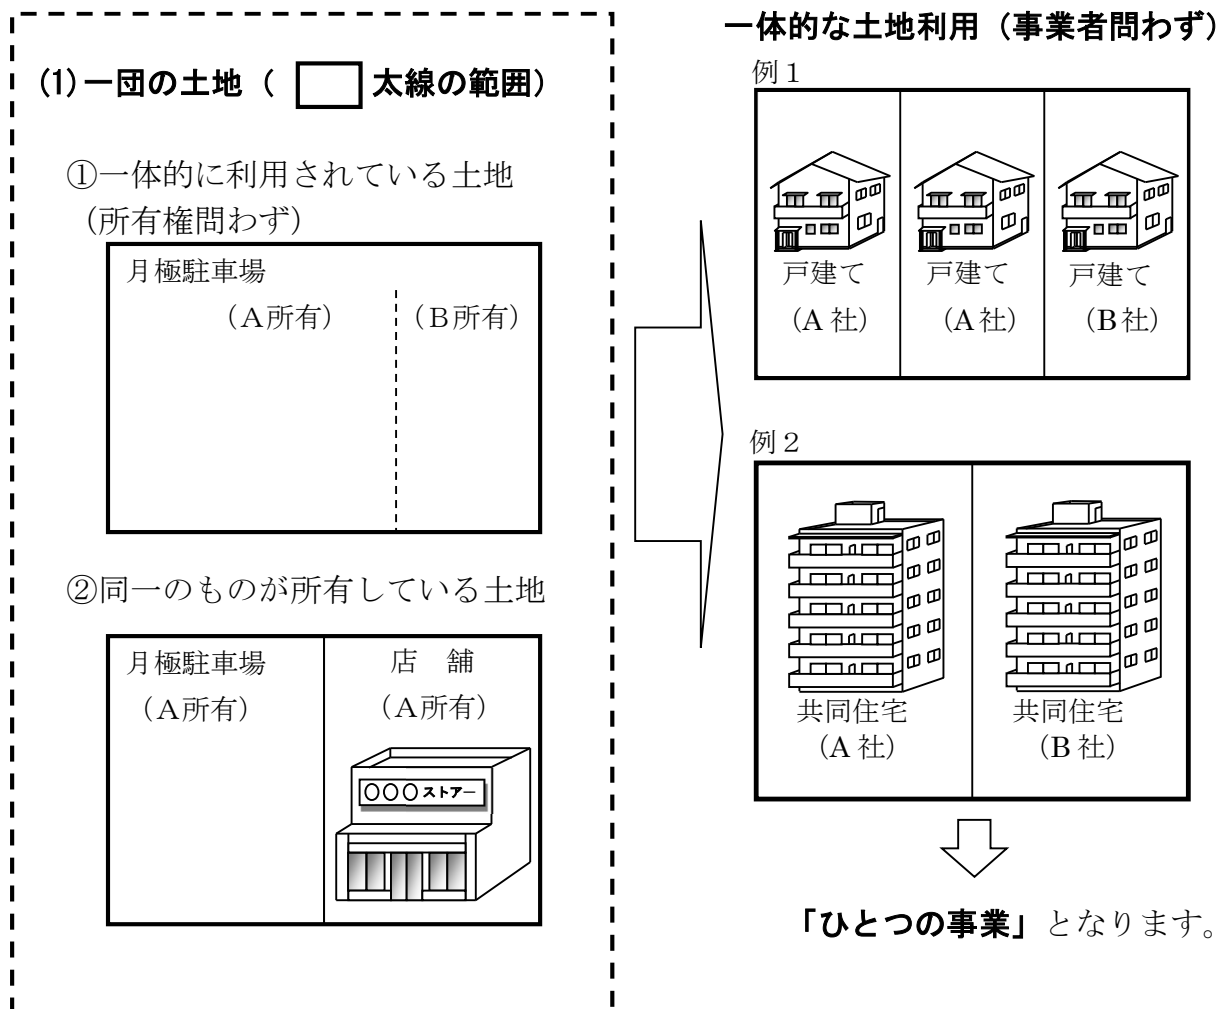 (1)一団の土地（　　太線の範囲）
①一体的に利用されている土地
（所有権問わず）
月極駐車場
（Ａ所有）
（Ｂ所有）
②同一のものが所有している土地
月極駐車場
（Ａ所有）
店　舗
（Ａ所有）
〇〇〇ストアー
一体的な土地利用（事業者問わず）
例１
戸建て
（A 社）
戸建て
（A 社）
戸建て
（B 社）
例２
共同住宅
（A 社）
共同住宅
（B 社）
「ひとつの事業」となります。